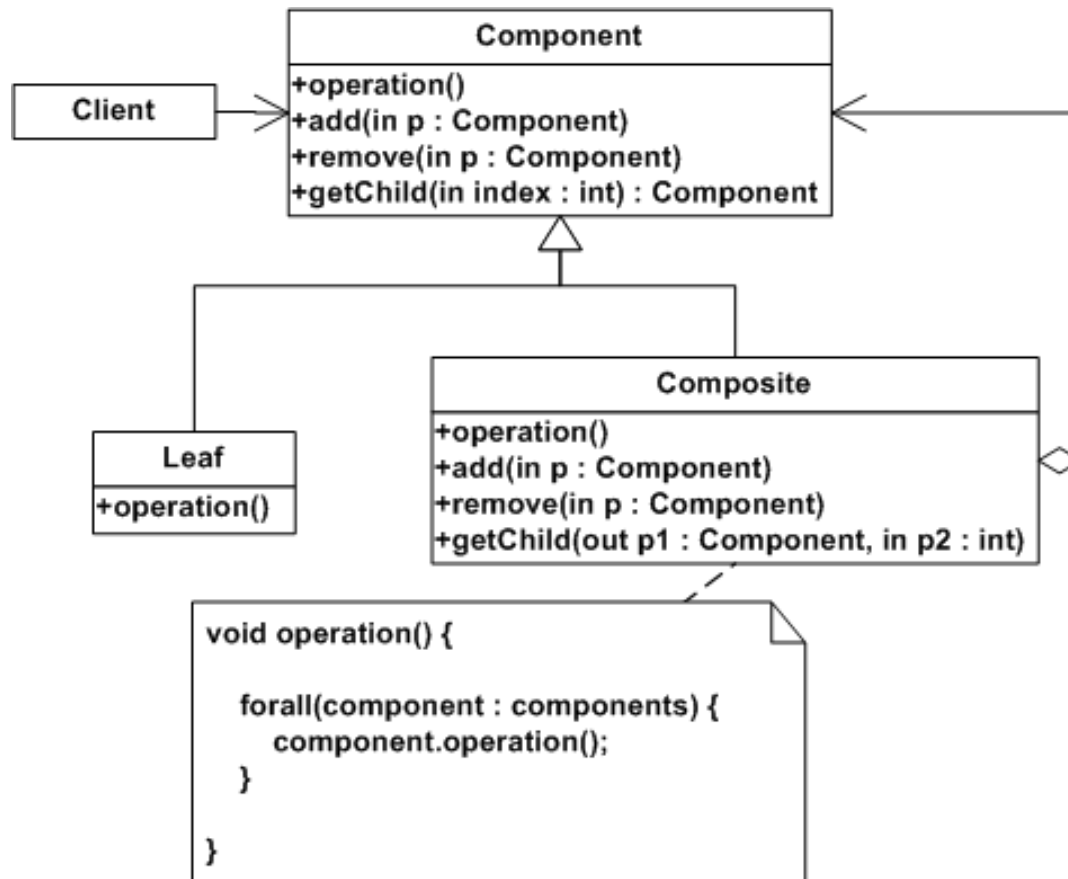 Component
+operation()
+add(in p : Component)
+remove(in p : Component)
+getChild(in index : int) : Component
Client
Leaf
+operation()
Composite
+operation()
+add(in p : Component)
+remove(in p : Component)
+getChild(out p1 : Component, in p2 : int)
void operation() {
forall(component : components) {
component.operation();
}
}